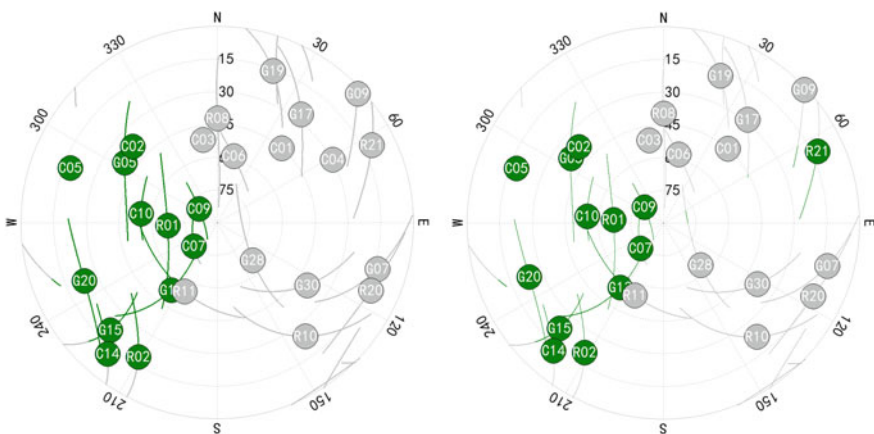 N
330
30
15
G19
30
G09
300
R08
G17
60
45
C03
C02
G05
C06
C01
R21
C04
C05
75
C09
C10
R01
W
E
C07
G28
G07
G20
R11
G30
R20
240
120
G15
R10
C14
R02
210
150
S
N
330
30
15
G19
30
G09
300
R08
G17
60
45
C03
C02
C06
C01
R21
C05
75
C09
C10
R01
W
E
C07
G28
G07
G20
R11
G30
R20
240
120
G15
R10
C14
R02
210
150
S